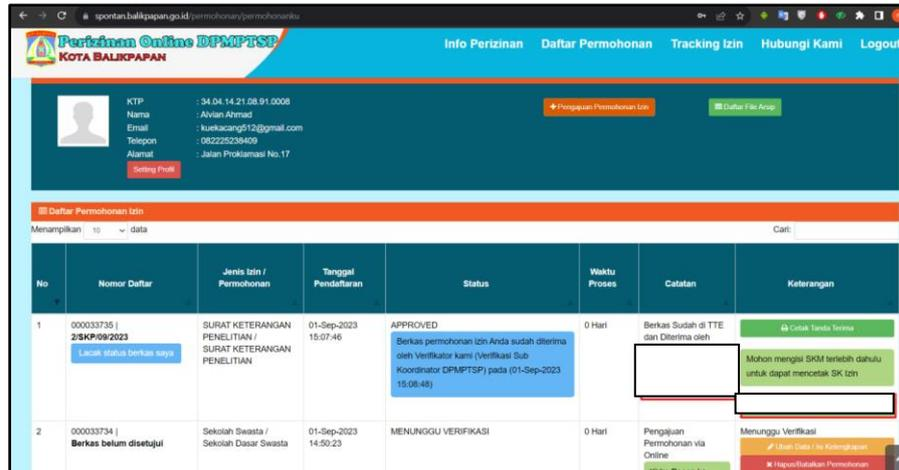 spontan.balikpapan.go.id/permohonan/permohonanku
Perizinan Online DPMPTSP
KOTA BALIKPAPAN
Info Perizinan Daftar Permohonan Tracking Izin Hubungi Kami Logout
KTP : 34.04.14.21.08.91.0008
Nama : Alvian Ahmad
Email : kuekacang512@gmail.com
Telepon : 082225238409
Alamat : Jalan Proklamasi No.17
Setting Profil
Pengajuan Permohonan Izin
Daftar File Arsip
Daftar Permohonan Izin
Menampilkan 10 data
Cari:
No
Nomor Daftar
Jenis Izin /
Permohonan
Tanggal
Pendaftaran
Status
Waktu
Proses
Catatan
Keterangan
1
000033735 |
2/SKP/09/2023
Lacak status berkas saya
SURAT KETERANGAN
PENELITIAN /
SURAT KETERANGAN
PENELITIAN
01-Sep-2023
15:07:46
APPROVED
Berkas permohonan izin Anda sudah diterima
oleh Verifikator kami (Verifikasi Sub
Koordinator DPMPTSP) pada (01-Sep-2023
15:08:48)
0 Hari
Berkas Sudah di TTE
dan Diterima oleh
Cetak Tanda Terima
Mohon mengisi SKM terlebih dahulu
untuk dapat mencetak SK Izin
2
000033734 |
Berkas belum disetujui
Sekolah Swasta /
Sekolah Dasar Swasta
01-Sep-2023
14:50:23
MENUNGGU VERIFIKASI
0 Hari
Pengajuan
Permohonan via
Online
Menunggu Verifikasi
Ubah Data / Isi Kelengkapan
Hapus/Batalkan Permohonan